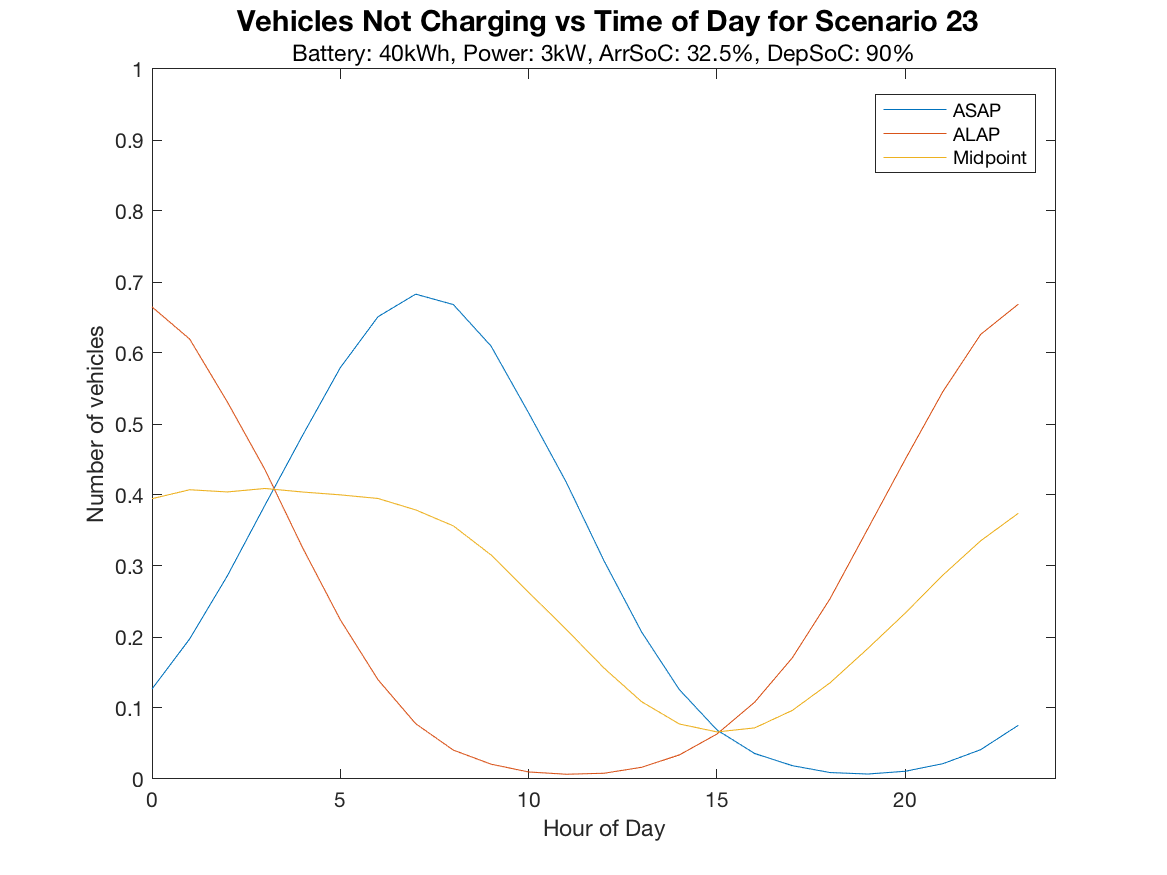 Vehicles Not Charging vs Time of Day for Scenario 23
Battery: 40kWh, Power: 3kW, ArrSoC: 32.5%, DepSoC: 90%
1
0.9
0.8
0.7
0.6
0.5
0.4
0.3
0.2
0.1
0
Number of vehicles
ASAP
ALAP
Midpoint
0
5
10
15
20
Hour of Day